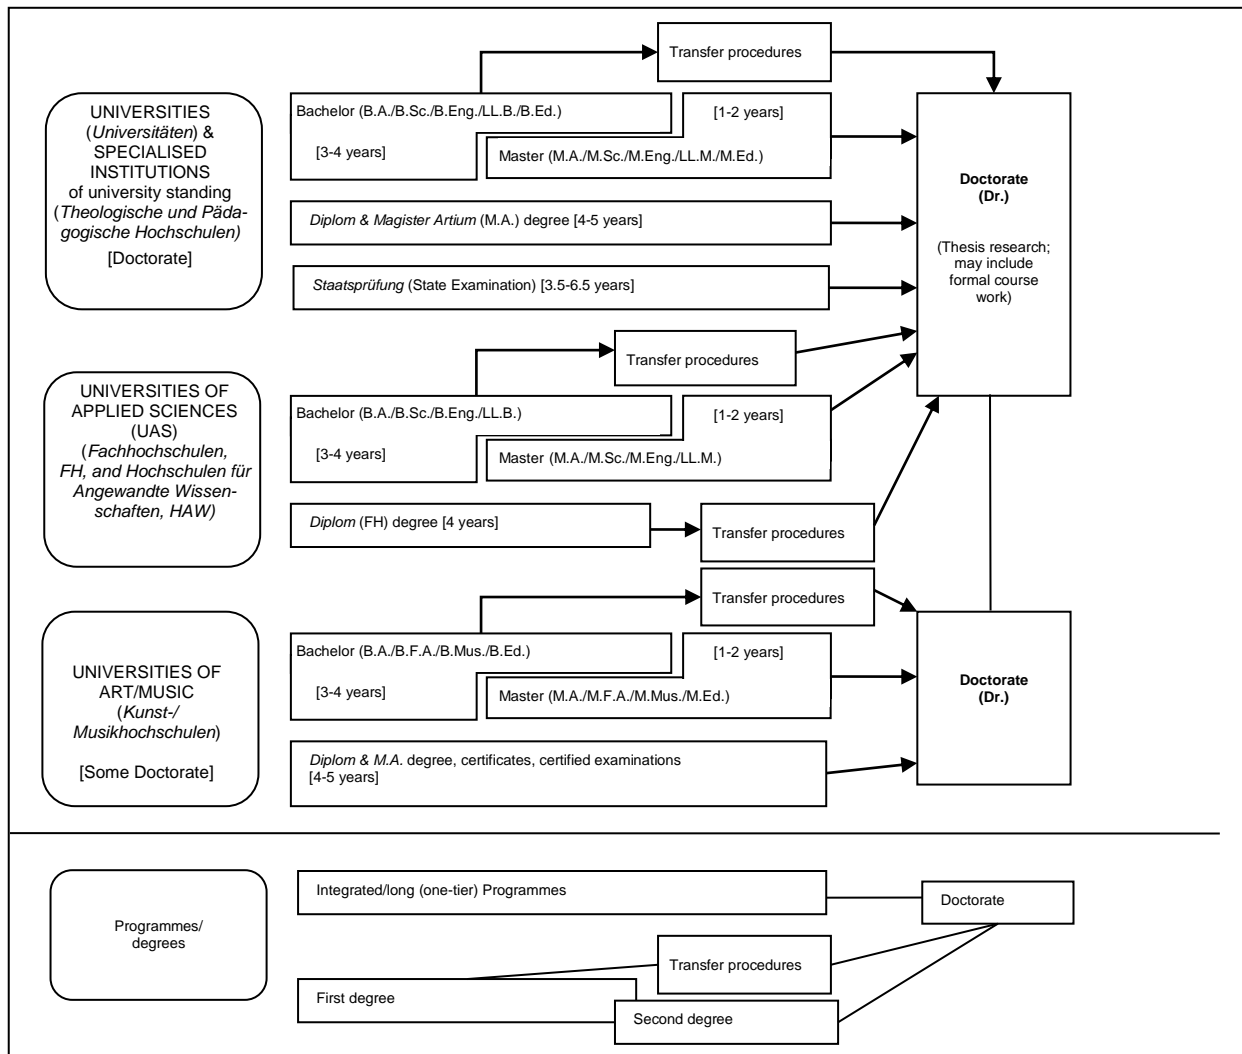 Transfer procedures
UNIVERSITIES
(Universitäten) &
SPECIALISED
INSTITUTIONS
of university standing
(Theologische und Päda-
gogische Hochschulen)
[Doctorate]
Bachelor (B.A./B.Sc./B.Eng./LL.B./B.Ed.)
[1-2 years]
[3-4 years]
Master (M.A./M.Sc./M.Eng./LL.M./M.Ed.)
Diplom & Magister Artium (M.A.) degree [4-5 years]
Staatsprüfung (State Examination) [3.5-6.5 years]
Doctorate
(Dr.)
(Thesis research;
may include
formal course
work)
Transfer procedures
UNIVERSITIES OF
APPLIED SCIENCES
(UAS)
(Fachhochschulen,
FH, and Hochschulen für
Angewandte Wissen-
schaften, HAW)
Bachelor (B.A./B.Sc./B.Eng./LL.B.)
[1-2 years]
[3-4 years]
Master (M.A./M.Sc./M.Eng./LL.M.)
Diplom (FH) degree [4 years]
Transfer procedures
Transfer procedures
UNIVERSITIES OF
ART/MUSIC
(Kunst-/
Musikhochschulen)
[Some Doctorate]
Bachelor (B.A./B.F.A./B.Mus./B.Ed.)
[1-2 years]
[3-4 years]
Master (M.A./M.F.A./M.Mus./M.Ed.)
Diplom & M.A. degree, certificates, certified examinations
[4-5 years]
Doctorate
(Dr.)
Programmes/
degrees
Integrated/long (one-tier) Programmes
Doctorate
Transfer procedures
First degree
Second degree